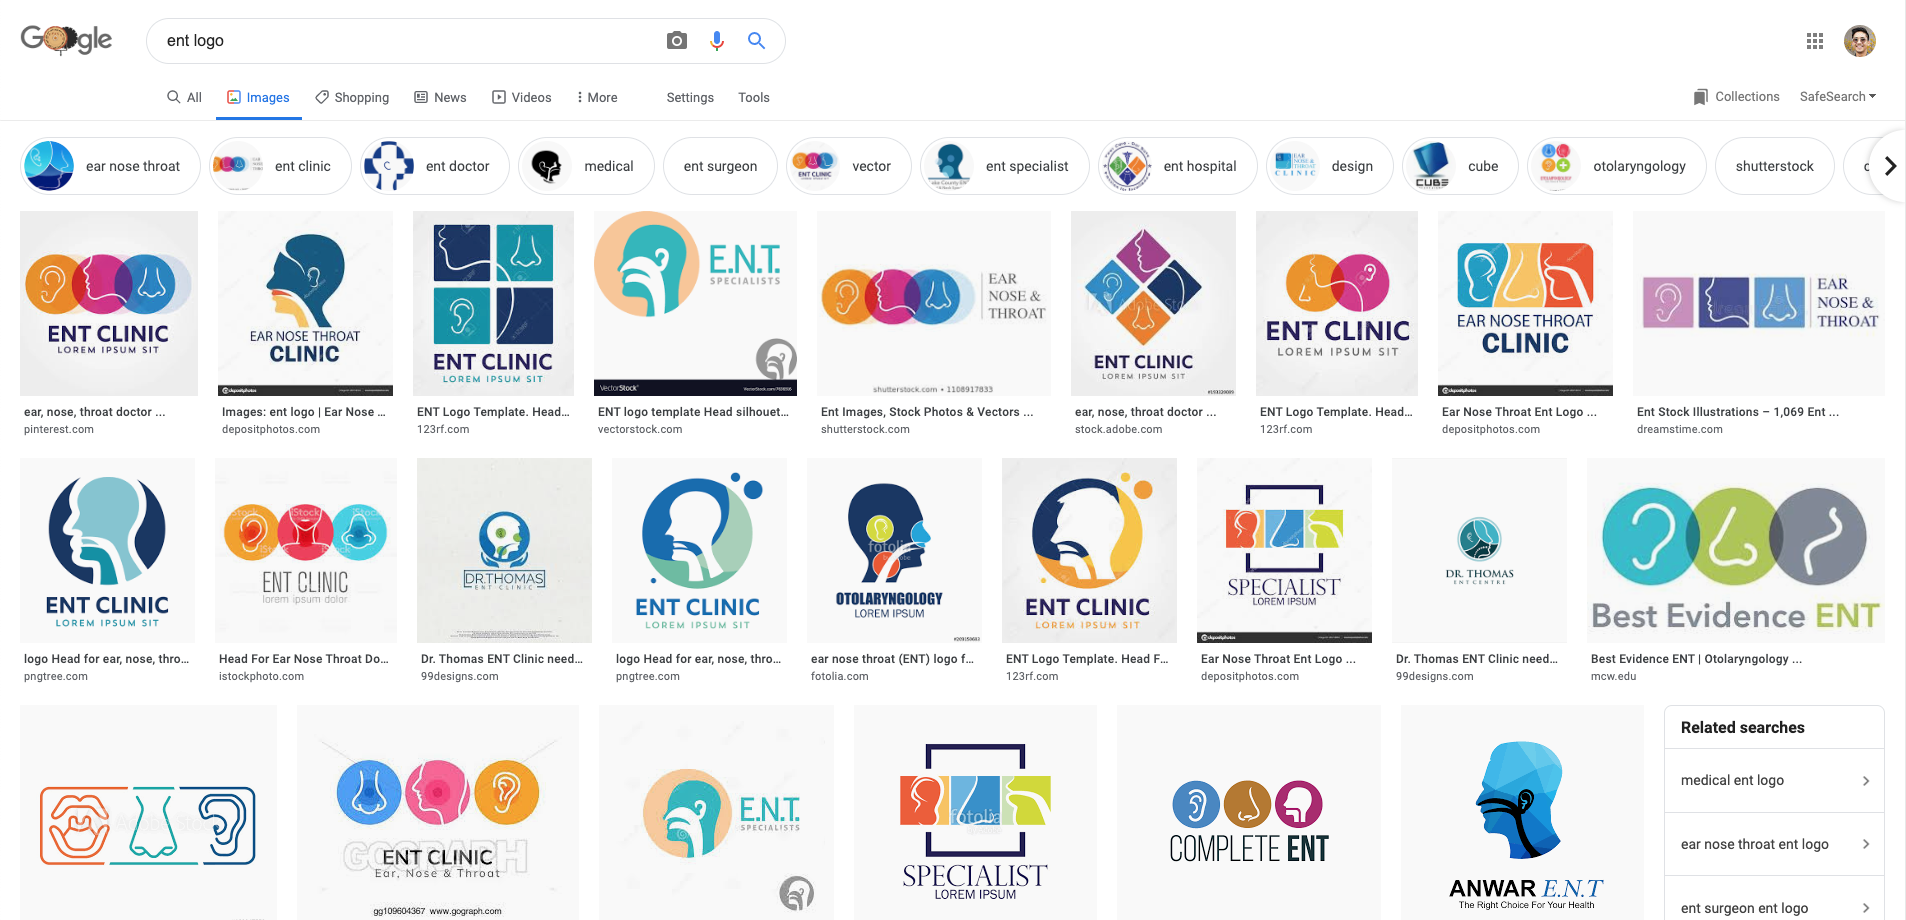 Google
ent logo
All
Images
Shopping
News
Videos
More
Settings
Tools
Collections
SafeSearch
ear nose throat
ent clinic
ent doctor
medical
ent surgeon
vector
ent specialist
ent hospital
design
cube
otolaryngology
shutterstock
ENT CLINIC
LOREM IPSUM SIT
ear, nose, throat doctor ...
pinterest.com
EAR NOSE THROAT
CLINIC
depositphotos
Images: ent logo | Ear Nose ...
depositphotos.com
ENT CLINIC
LOREM IPSUM SIT
ENT Logo Template. Head...
123rf.com
E.N.T.
SPECIALISTS
VectorStock
ENT logo template Head silhouet...
vectorstock.com
EAR
NOSE &
THROAT
shutterstock.com • 1108917833
Ent Images, Stock Photos & Vectors ...
shutterstock.com
ENT CLINIC
LOREM IPSUM SIT
ear, nose, throat doctor ...
stock.adobe.com
ENT CLINIC
LOREM IPSUM SIT
ENT Logo Template. Head...
123rf.com
EAR NOSE THROAT
CLINIC
depositphotos
Ear Nose Throat Ent Logo ...
depositphotos.com
EAR
NOSE &
THROAT
Ent Stock Illustrations – 1,069 Ent ...
dreamstime.com
ENT CLINIC
LOREM IPSUM SIT
logo Head for ear, nose, thro...
pngtree.com
iStock
ENT CLINIC
lorem ipsum dolor
Head For Ear Nose Throat Do...
istockphoto.com
DR.THOMAS
ENT CLINIC
Dr. Thomas ENT Clinic need...
99designs.com
ENT CLINIC
LOREM IPSUM SIT
logo Head for ear, nose, thro...
pngtree.com
fotolia
OTOLARYNGOLOGY
LOREM IPSUM
ear nose throat (ENT) logo f...
fotolia.com
ENT CLINIC
LOREM IPSUM SIT
ENT Logo Template. Head F...
123rf.com
SPECIALIST
LOREM IPSUM
depositphotos
Ear Nose Throat Ent Logo ...
depositphotos.com
DR. THOMAS
ENT CENTRE
Dr. Thomas ENT Clinic need...
99designs.com
Best Evidence ENT
Best Evidence ENT | Otolaryngology ...
mcw.edu
GOGRAPH
ENT CLINIC
Ear, Nose & Throat
gg109604367 www.gograph.com
E.N.T.
SPECIALISTS
fotolia
SPECIALIST
LOREM IPSUM
COMPLETE ENT
ANWAR E.N.T
The Right Choice For Your Health
Related searches
medical ent logo
ear nose throat ent logo
ent surgeon ent logo